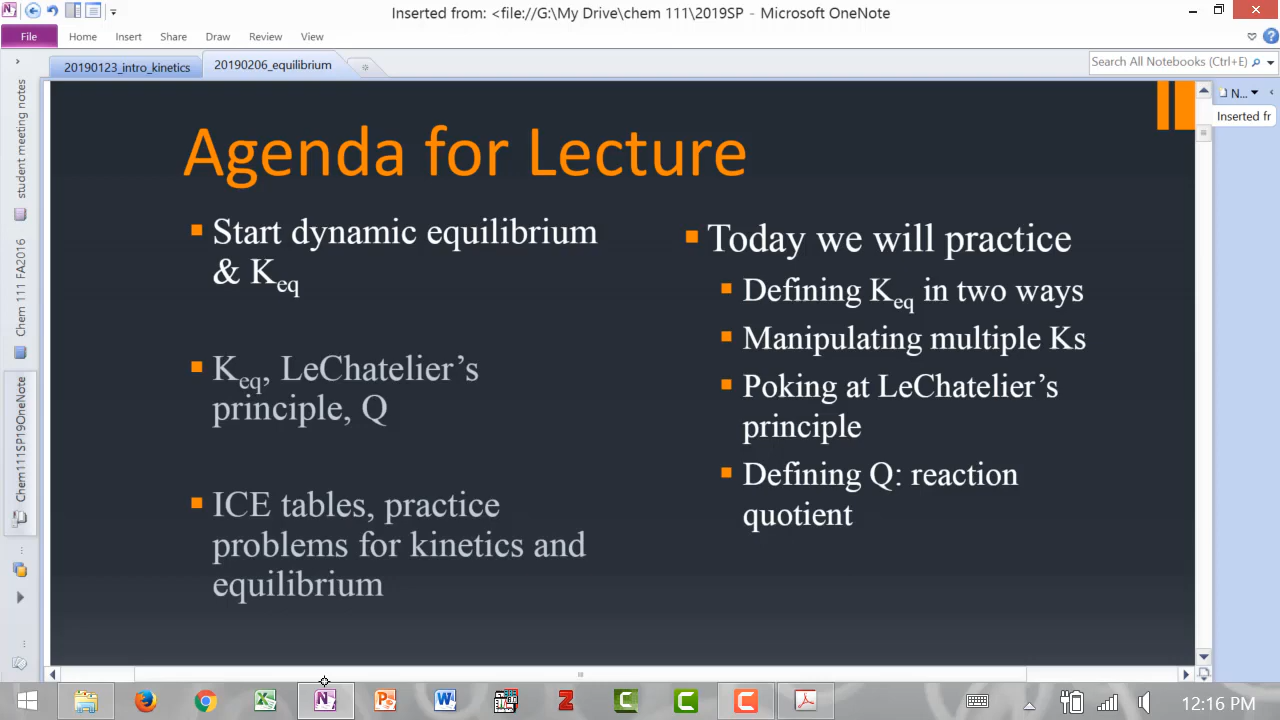 Inserted from: <file://G:\My Drive\chem 111\2019SP - Microsoft OneNote
File Home Insert Share Draw Review View
20190123_intro_kinetics 20190206_equilibrium
Search All Notebooks (Ctrl+E)
N...
Inserted fr
student meeting notes
Chem 111 FA2016
Chem111SP19OneNote
Agenda for Lecture
Start dynamic equilibrium
& Keq
Keq, LeChatelier’s
principle, Q
ICE tables, practice
problems for kinetics and
equilibrium
Today we will practice
Defining Keq in two ways
Manipulating multiple Ks
Poking at LeChatelier’s
principle
Defining Q: reaction
quotient
12:16 PM